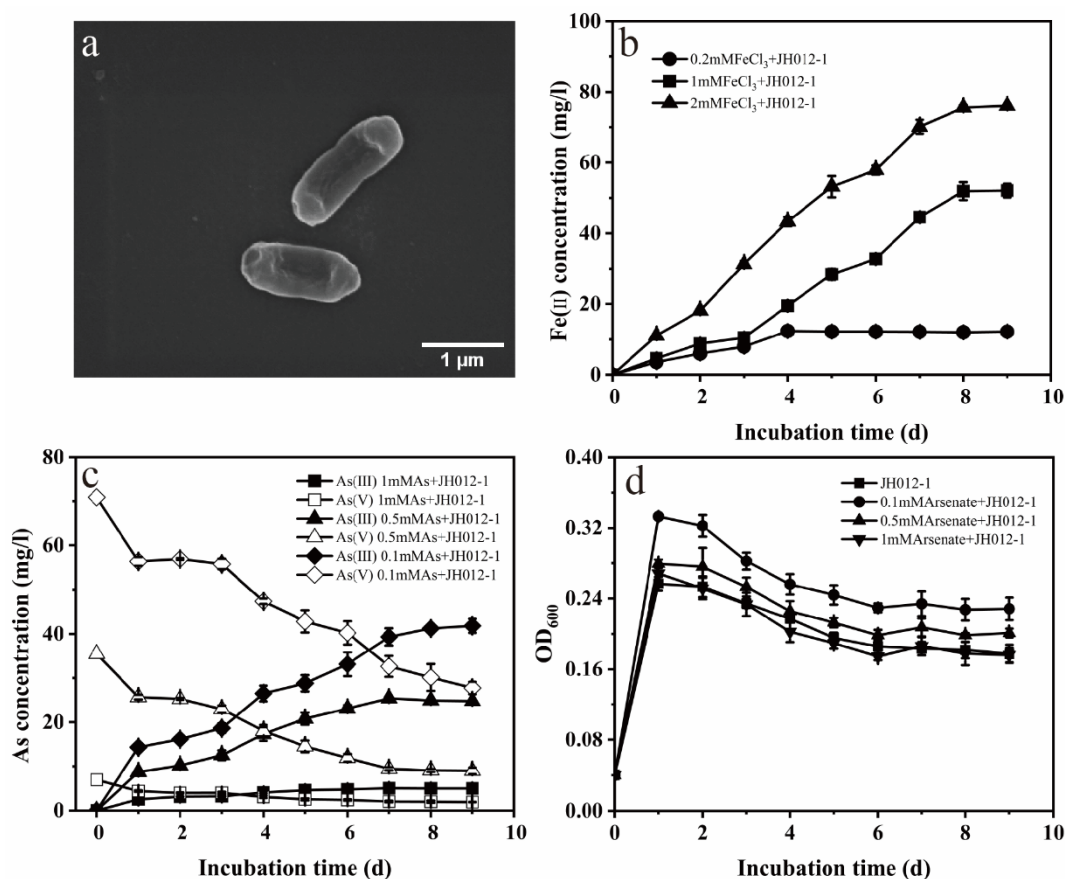 a
1 μm
b
0.2mMFeCl₃+JH012-1
1mMFeCl₃+JH012-1
2mMFeCl₃+JH012-1
100
80
60
40
20
0
0 2 4 6 8 10
Fe(II) concentration (mg/l)
Incubation time (d)
c
As(III) 1mMAs+JH012-1
As(V) 1mMAs+JH012-1
As(III) 0.5mMAs+JH012-1
As(V) 0.5mMAs+JH012-1
As(III) 0.1mMAs+JH012-1
As(V) 0.1mMAs+JH012-1
80
60
40
20
0
0 2 4 6 8 10
As concentration (mg/l)
Incubation time (d)
d
JH012-1
0.1mMArsenate+JH012-1
0.5mMArsenate+JH012-1
1mMArsenate+JH012-1
0.40
0.32
0.24
0.16
0.08
0.00
0 2 4 6 8 10
OD₆₀₀
Incubation time (d)